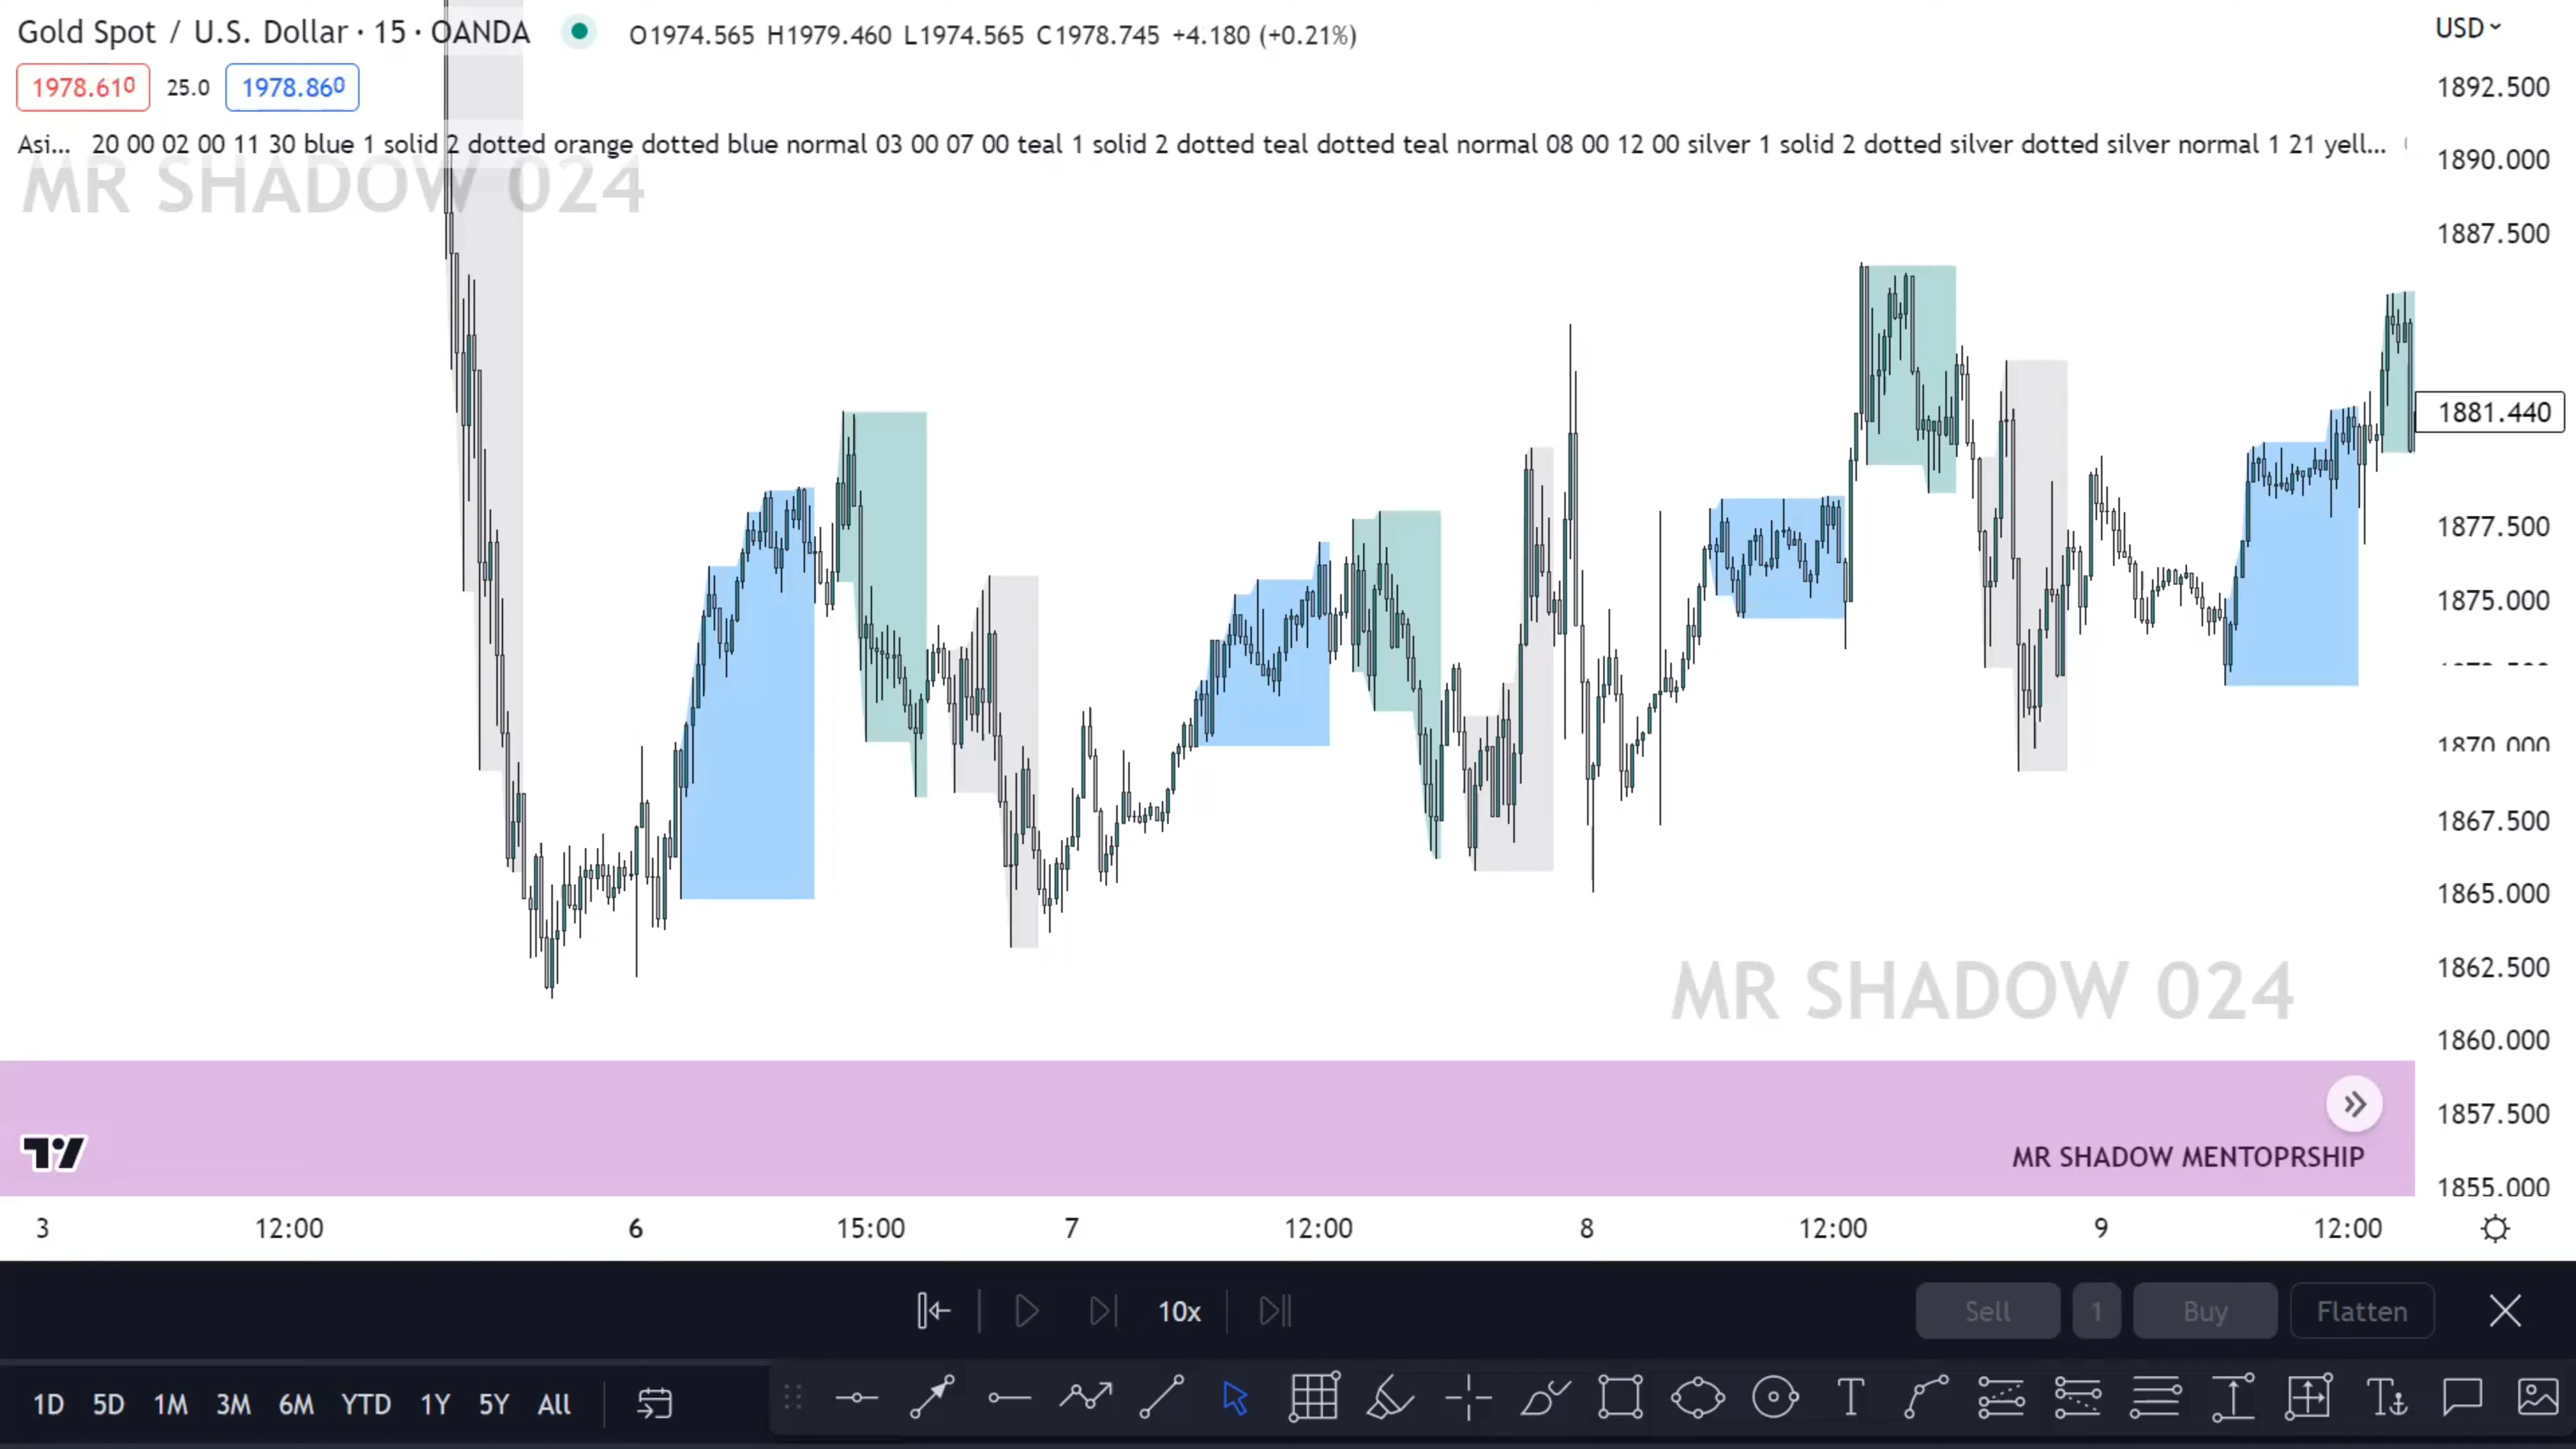 Gold Spot / U.S. Dollar · 15 · OANDA O1974.565 H1979.460 L1974.565 C1978.745 +4.180 (+0.21%)
USD
1978.610 25.0 1978.860
Asi... 20 00 02 00 11 30 blue 1 solid 2 dotted orange dotted blue normal 03 00 07 00 teal 1 solid 2 dotted teal dotted teal normal 08 00 12 00 silver 1 solid 2 dotted silver dotted silver normal 1 21 yell...
MR SHADOW 024
1892.500
1890.000
1887.500
1881.440
1877.500
1875.000
1870.000
1867.500
1865.000
1862.500
1860.000
1857.500
1855.000
MR SHADOW 024
MR SHADOW MENTOPRSHIP
3 12:00 6 15:00 7 12:00 8 12:00 9 12:00
10x
Sell 1 Buy Flatten
1D 5D 1M 3M 6M YTD 1Y 5Y All